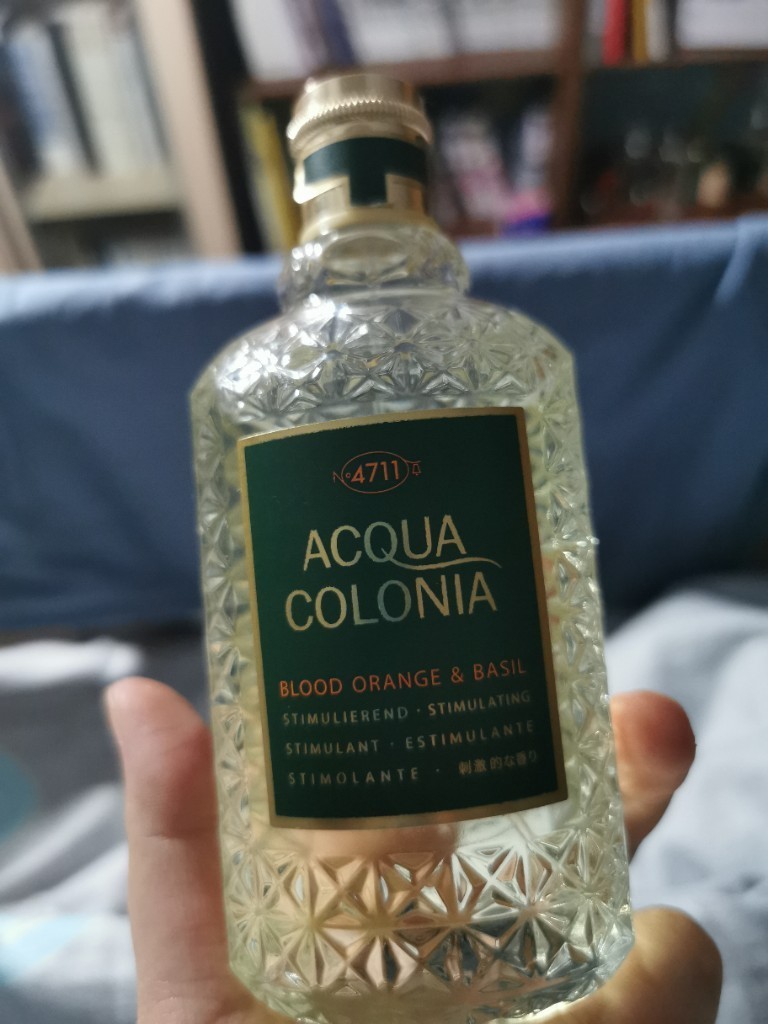 Nº4711
ACQUA
COLONIA
BLOOD ORANGE & BASIL
STIMULIEREND · STIMULATING
STIMULANT · ESTIMULANTE
STIMOLANTE · 刺激的な香り